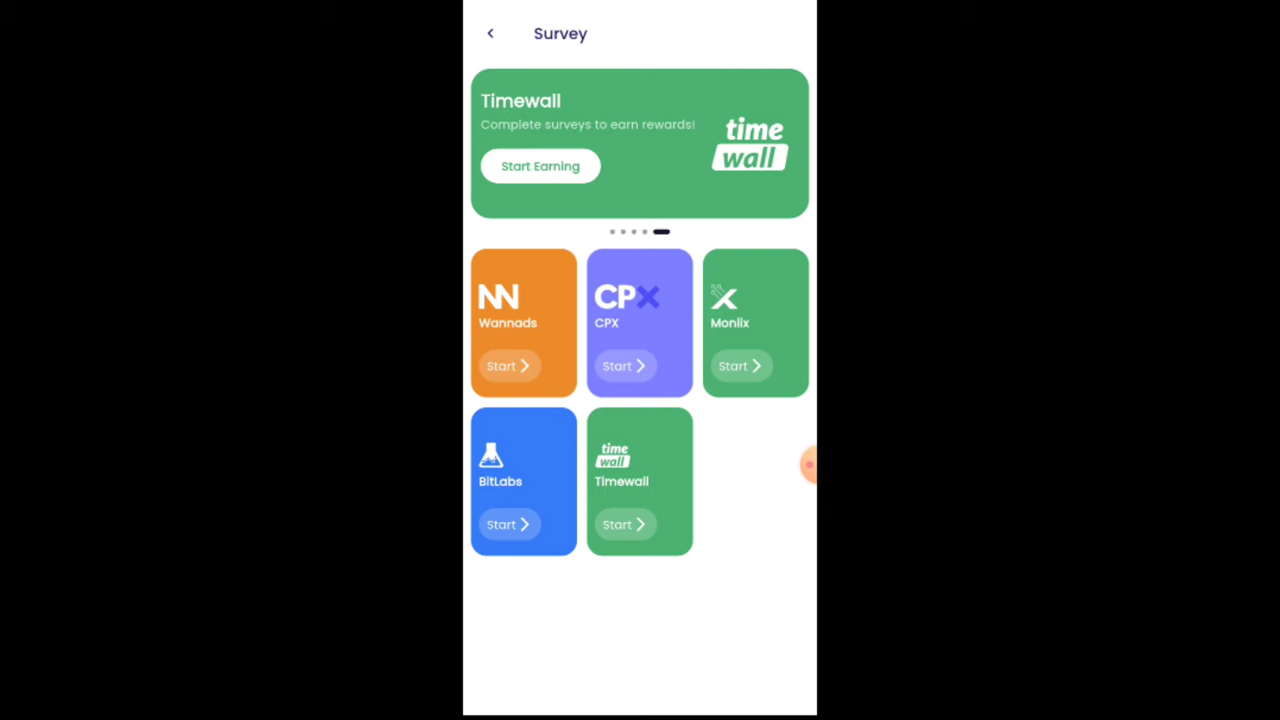 Survey
Timewall
Complete surveys to earn rewards!
Start Earning
time
wall
NN
Wannads
Start
CPX
CPX
Start
Monlix
Start
BitLabs
Start
time
wall
Timewall
Start